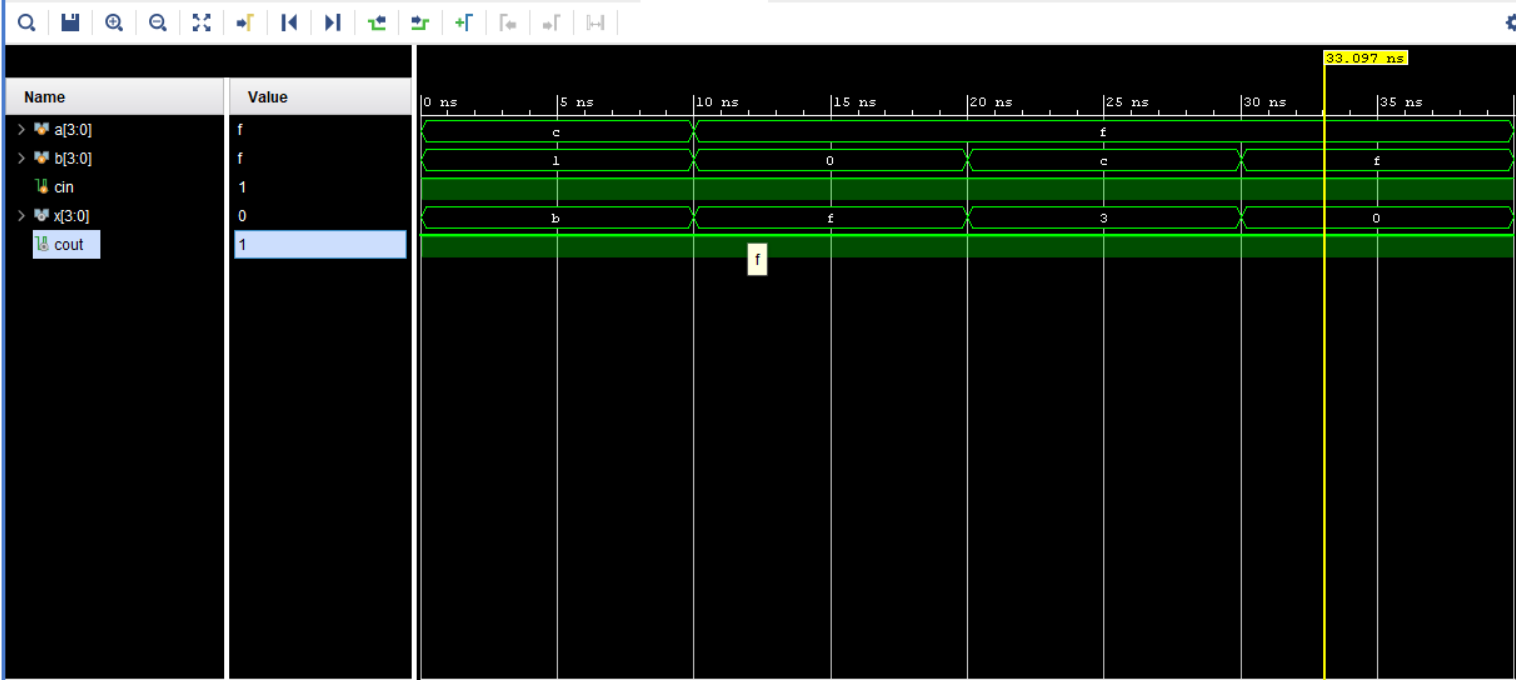 33.097 ns
Name Value
0 ns 5 ns 10 ns 15 ns 20 ns 25 ns 30 ns 35 ns
a[3:0] f c f
b[3:0] f 1 0 c f
cin 1
x[3:0] 0 b f 3 0
cout 1
f